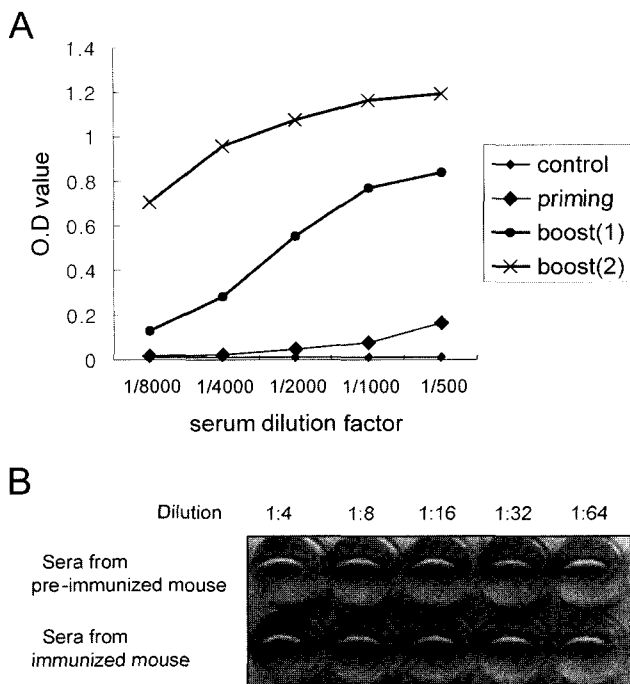 A
1.4
1.2
1
0.8
0.6
0.4
0.2
0
O.D value
1/8000 1/4000 1/2000 1/1000 1/500
serum dilution factor
control
priming
boost(1)
boost(2)
B
Dilution 1:4 1:8 1:16 1:32 1:64
Sera from
pre-immunized mouse
Sera from
immunized mouse